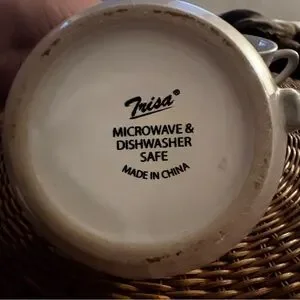 Trisa®
MICROWAVE &
DISHWASHER
SAFE
MADE IN CHINA